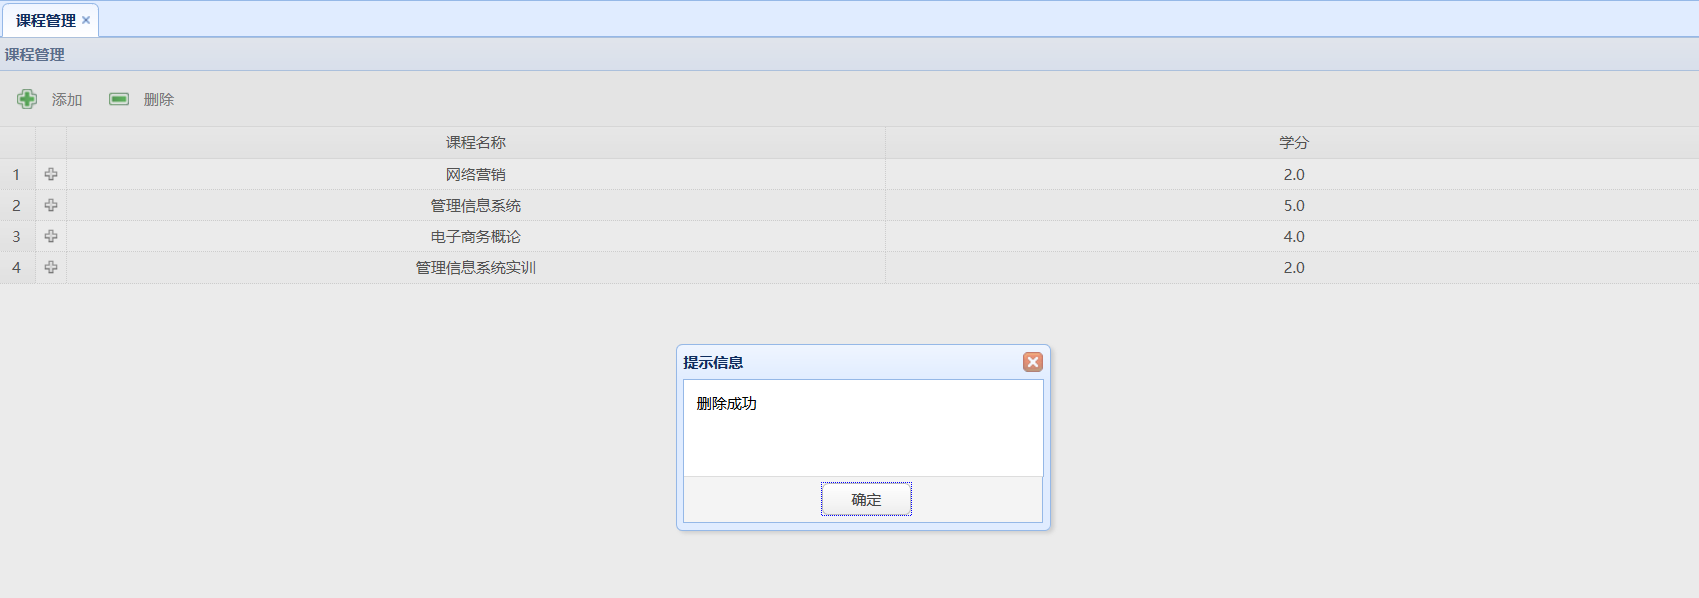 课程管理
课程管理
添加 删除
课程名称 学分
1 网络营销 2.0
2 管理信息系统 5.0
3 电子商务概论 4.0
4 管理信息系统实训 2.0
提示信息
删除成功
确定